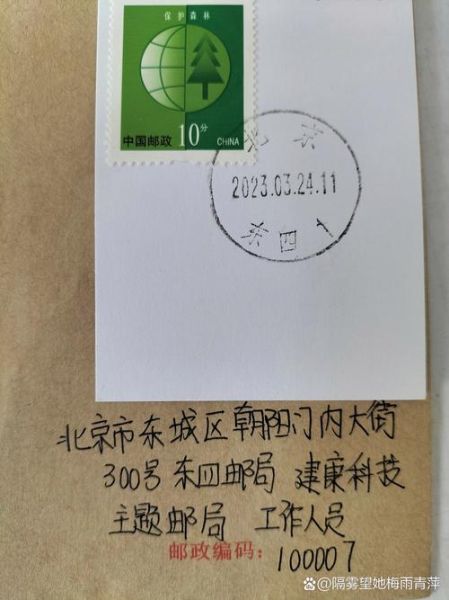 保护森林
中国邮政 10分 CHINA
北京
2023.03.24.11
东四 1
北京市东城区朝阳门内大街
300号 东四邮局 建康科技
主题邮局 工作人员
邮政编码: 100007
@隔雾望她梅雨青萍